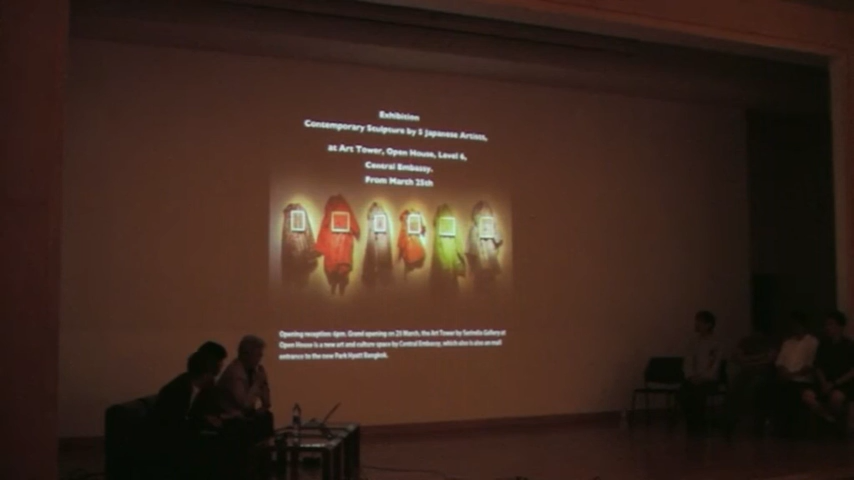 Exhibition
Contemporary Sculpture by 5 Japanese Artists,
at Art Tower, Open House, Level 6,
Central Embassy.
From March 25th
Opening reception 6pm. Grand opening on 25 March, the Art Tower by Gallery at
Open House is a new art and culture space by Central Embassy, which also is also an mall
entrance to the new Park Hyatt Bangkok.